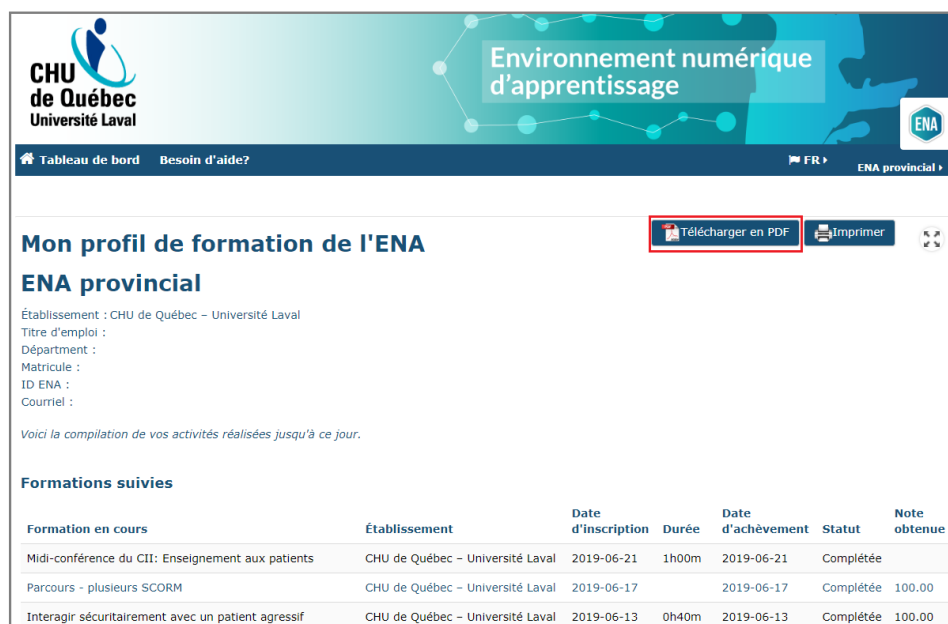 CHU
de Québec
Université Laval
Environnement numérique
d'apprentissage
ENA
Tableau de bord Besoin d'aide? FR ENA provincial
Télécharger en PDF Imprimer
Mon profil de formation de l'ENA
ENA provincial
Établissement : CHU de Québec – Université Laval
Titre d'emploi :
Départment :
Matricule :
ID ENA :
Courriel :
Voici la compilation de vos activités réalisées jusqu'à ce jour.
Formations suivies
Formation en cours Établissement Date d'inscription Durée Date d'achèvement Statut Note obtenue
Midi-conférence du CII: Enseignement aux patients CHU de Québec – Université Laval 2019-06-21 1h00m 2019-06-21 Complétée
Parcours - plusieurs SCORM CHU de Québec – Université Laval 2019-06-17 2019-06-17 Complétée 100.00
Interagir sécuritairement avec un patient agressif CHU de Québec – Université Laval 2019-06-13 0h40m 2019-06-13 Complétée 100.00